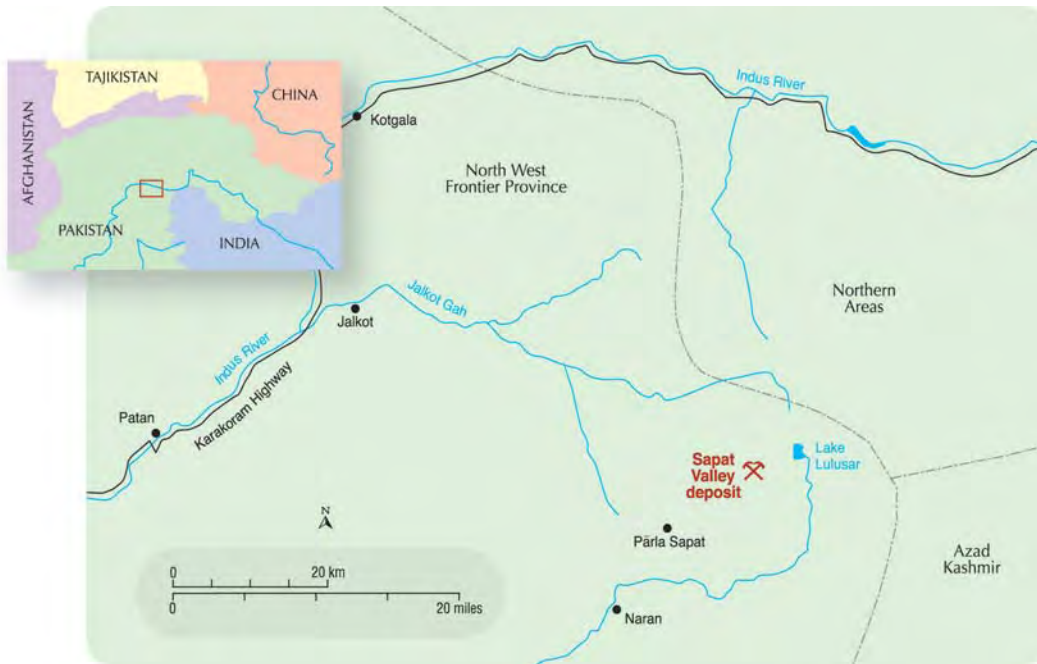 TAJIKISTAN
CHINA
AFGHANISTAN
PAKISTAN
INDIA
Kotgala
North West
Frontier Province
Indus River
Northern
Areas
Jalkot Gah
Jalkot
Indus River
Karakoram Highway
Patan
Sapat
Valley
deposit
Lake
Lulusar
Pärla Sapat
Azad
Kashmir
Naran
N
0 20 km
0 20 miles